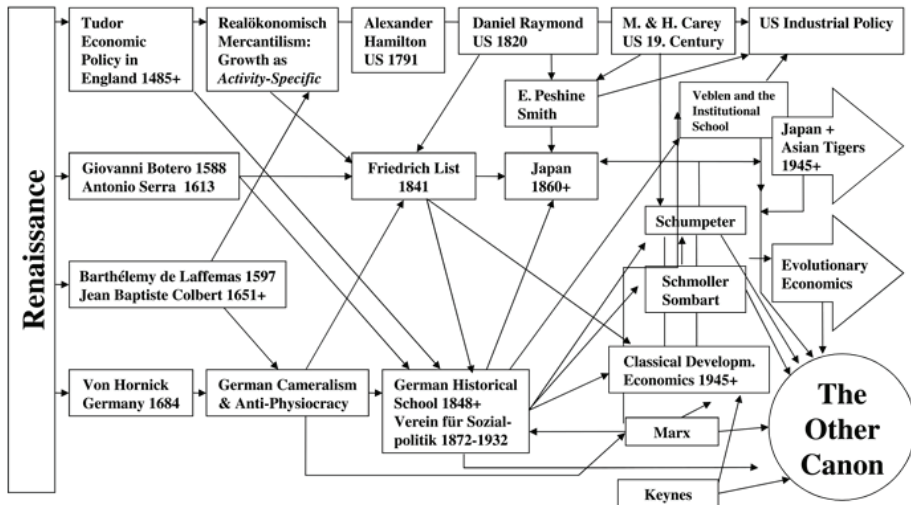 Renaissance
Tudor
Economic
Policy in
England 1485+
Realökonomisch
Mercantilism:
Growth as
Activity-Specific
Alexander
Hamilton
US 1791
Daniel Raymond
US 1820
M. & H. Carey
US 19. Century
US Industrial Policy
E. Peshine
Smith
Veblen and the
Institutional
School
Japan +
Asian Tigers
1945+
Giovanni Botero 1588
Antonio Serra 1613
Friedrich List
1841
Japan
1860+
Schumpeter
Barthélemy de Laffemas 1597
Jean Baptiste Colbert 1651+
Schmoller
Sombart
Evolutionary
Economics
Von Hornick
Germany 1684
German Cameralism
& Anti-Physiocracy
German Historical
School 1848+
Verein für Sozial-
politik 1872-1932
Classical Developm.
Economics 1945+
Marx
Keynes
The
Other
Canon